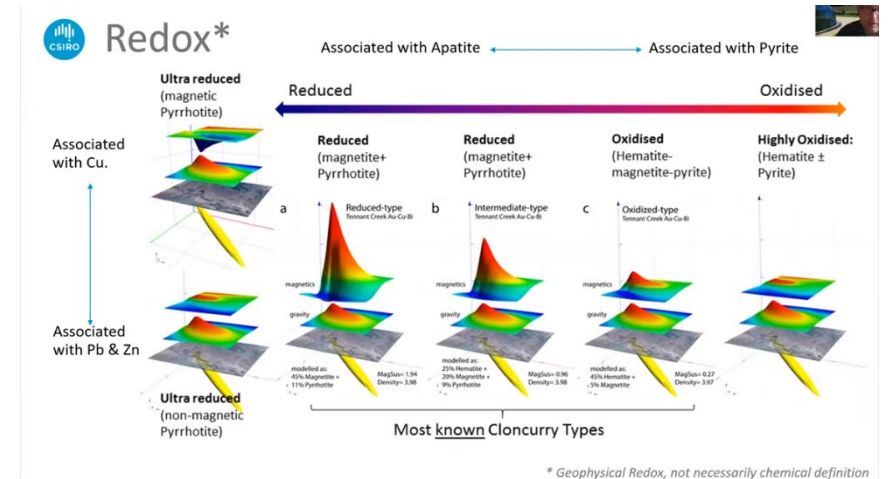 CSIRO
Redox*
Associated with Apatite
Associated with Pyrite
Reduced
Oxidised
Ultra reduced
(magnetic
Pyrrhotite)
Associated
with Cu.
Associated
with Pb & Zn
Ultra reduced
(non-magnetic
Pyrrhotite)
Reduced
(magnetite+
Pyrrhotite)
a
Reduced-type
Tennant Creek Au-Cu-Bi
magnetics
gravity
modelled as:
45% Magnetite +
11% Pyrrhotite
MagSus= 1.94
Density= 3.98
Reduced
(magnetite+
Pyrrhotite)
b
Intermediate-type
Tennant Creek Au-Cu-Bi
magnetics
gravity
modelled as:
25% Hematite +
20% Magnetite +
9% Pyrrhotite
MagSus= 0.96
Density= 3.98
Oxidised
(Hematite-
magnetite-pyrite)
c
Oxidized-type
Tennant Creek Au-Cu-Bi
magnetics
gravity
modelled as:
45% Hematite +
5% Magnetite
MagSus= 0.27
Density= 3.97
Highly Oxidised:
(Hematite ±
Pyrite)
Most known Cloncurry Types
* Geophysical Redox, not necessarily chemical definition